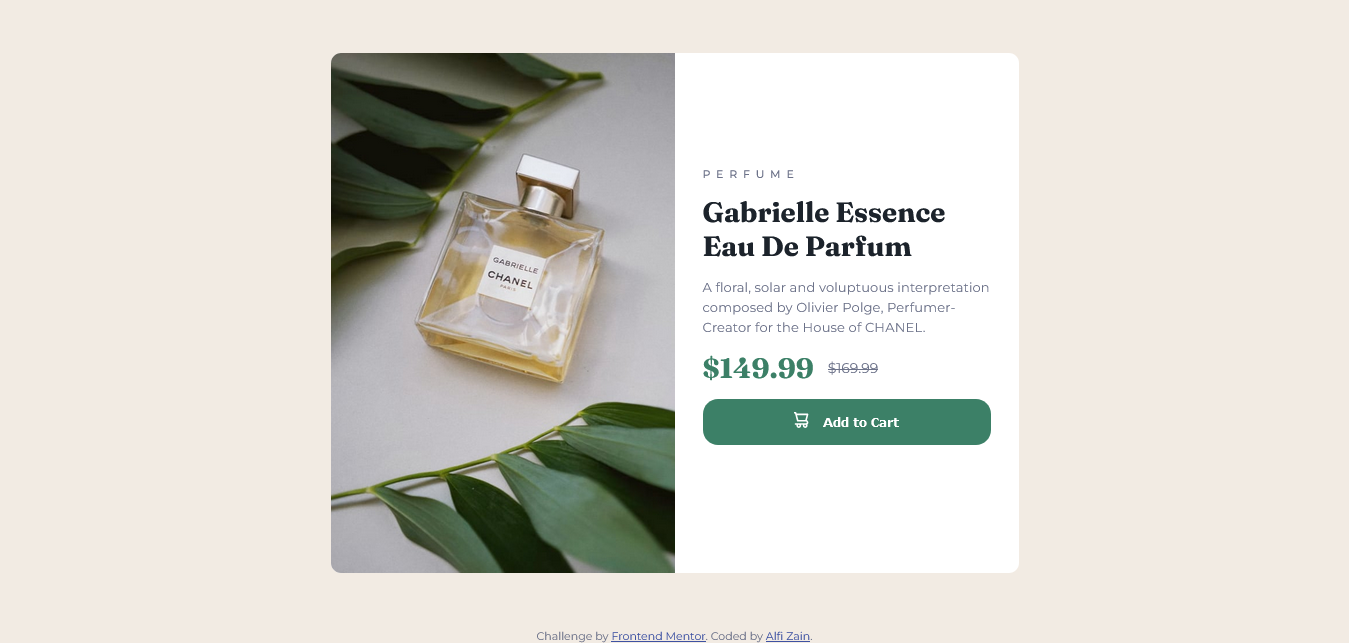 GABRIELLE
CHANEL
PARIS
PERFUME
Gabrielle Essence
Eau De Parfum
A floral, solar and voluptuous interpretation
composed by Olivier Polge, Perfumer-
Creator for the House of CHANEL.
$149.99 $169.99
Add to Cart
Challenge by Frontend Mentor. Coded by Alfi Zain.